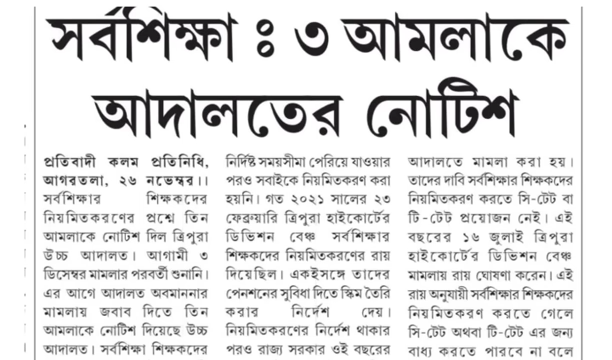 সর্বশিক্ষা : ৩ আমলাকে
আদালতের নোটিশ
প্রতিবাদী কলম প্রতিনিধি,
আগরতলা, ২৬ নভেম্বর।।
সর্বশিক্ষার শিক্ষকদের
নিয়মিতকরণের প্রশ্নে তিন
আমলাকে নোটিশ দিল ত্রিপুরা
উচ্চ আদালত। আগামী ৩
ডিসেম্বর মামলার পরবর্তী শুনানি।
এর আগে আদালত অবমাননার
মামলায় জবাব দিতে তিন
আমলাকে নোটিশ দিয়েছে উচ্চ
আদালত। সর্বশিক্ষা শিক্ষকদের
নির্দিষ্ট সময়সীমা পেরিয়ে যাওয়ার
পরও সবাইকে নিয়মিতকরণ করা
হয়নি। গত ২০২১ সালের ২৩
ফেব্রুয়ারি ত্রিপুরা হাইকোর্টের
ডিভিশন বেঞ্চ সর্বশিক্ষার
শিক্ষকদের নিয়মিতকরণের রায়
দিয়েছিল। একইসঙ্গে তাদের
পেনশনের সুবিধা দিতে স্কিম তৈরি
করার নির্দেশ দেয়।
নিয়মিতকরণের নির্দেশ থাকার
পরও রাজ্য সরকার ওই বছরের
আদালতে মামলা করা হয়।
তাদের দাবি সর্বশিক্ষার শিক্ষকদের
নিয়মিতকরণ করতে সি-টেট বা
টি-টেট প্রয়োজন নেই। এই
বছরের ১৬ জুলাই ত্রিপুরা
হাইকোর্টের ডিভিশন বেঞ্চ
মামলায় রায় ঘোষণা করেন। এই
রায় অনুযায়ী সর্বশিক্ষার শিক্ষকদের
নিয়মিতকরণ করতে গেলে
সি-টেট অথবা টি-টেট এর জন্য
বাধ্য করতে পারবে না বলে